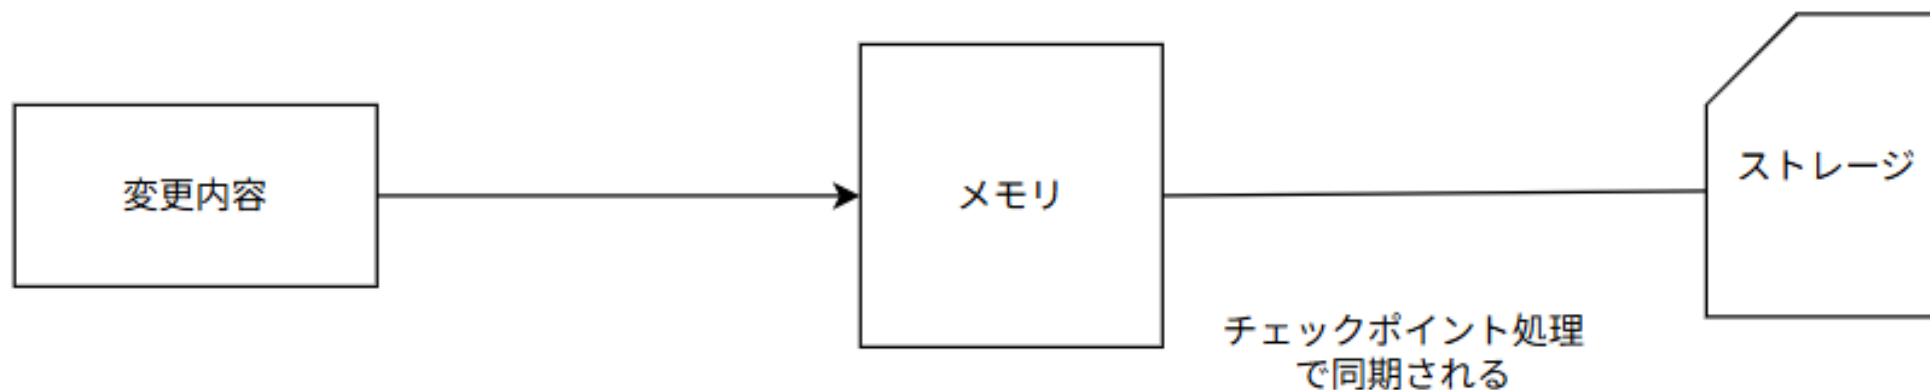 変更内容
メモリ
ストレージ
チェックポイント処理
で同期される